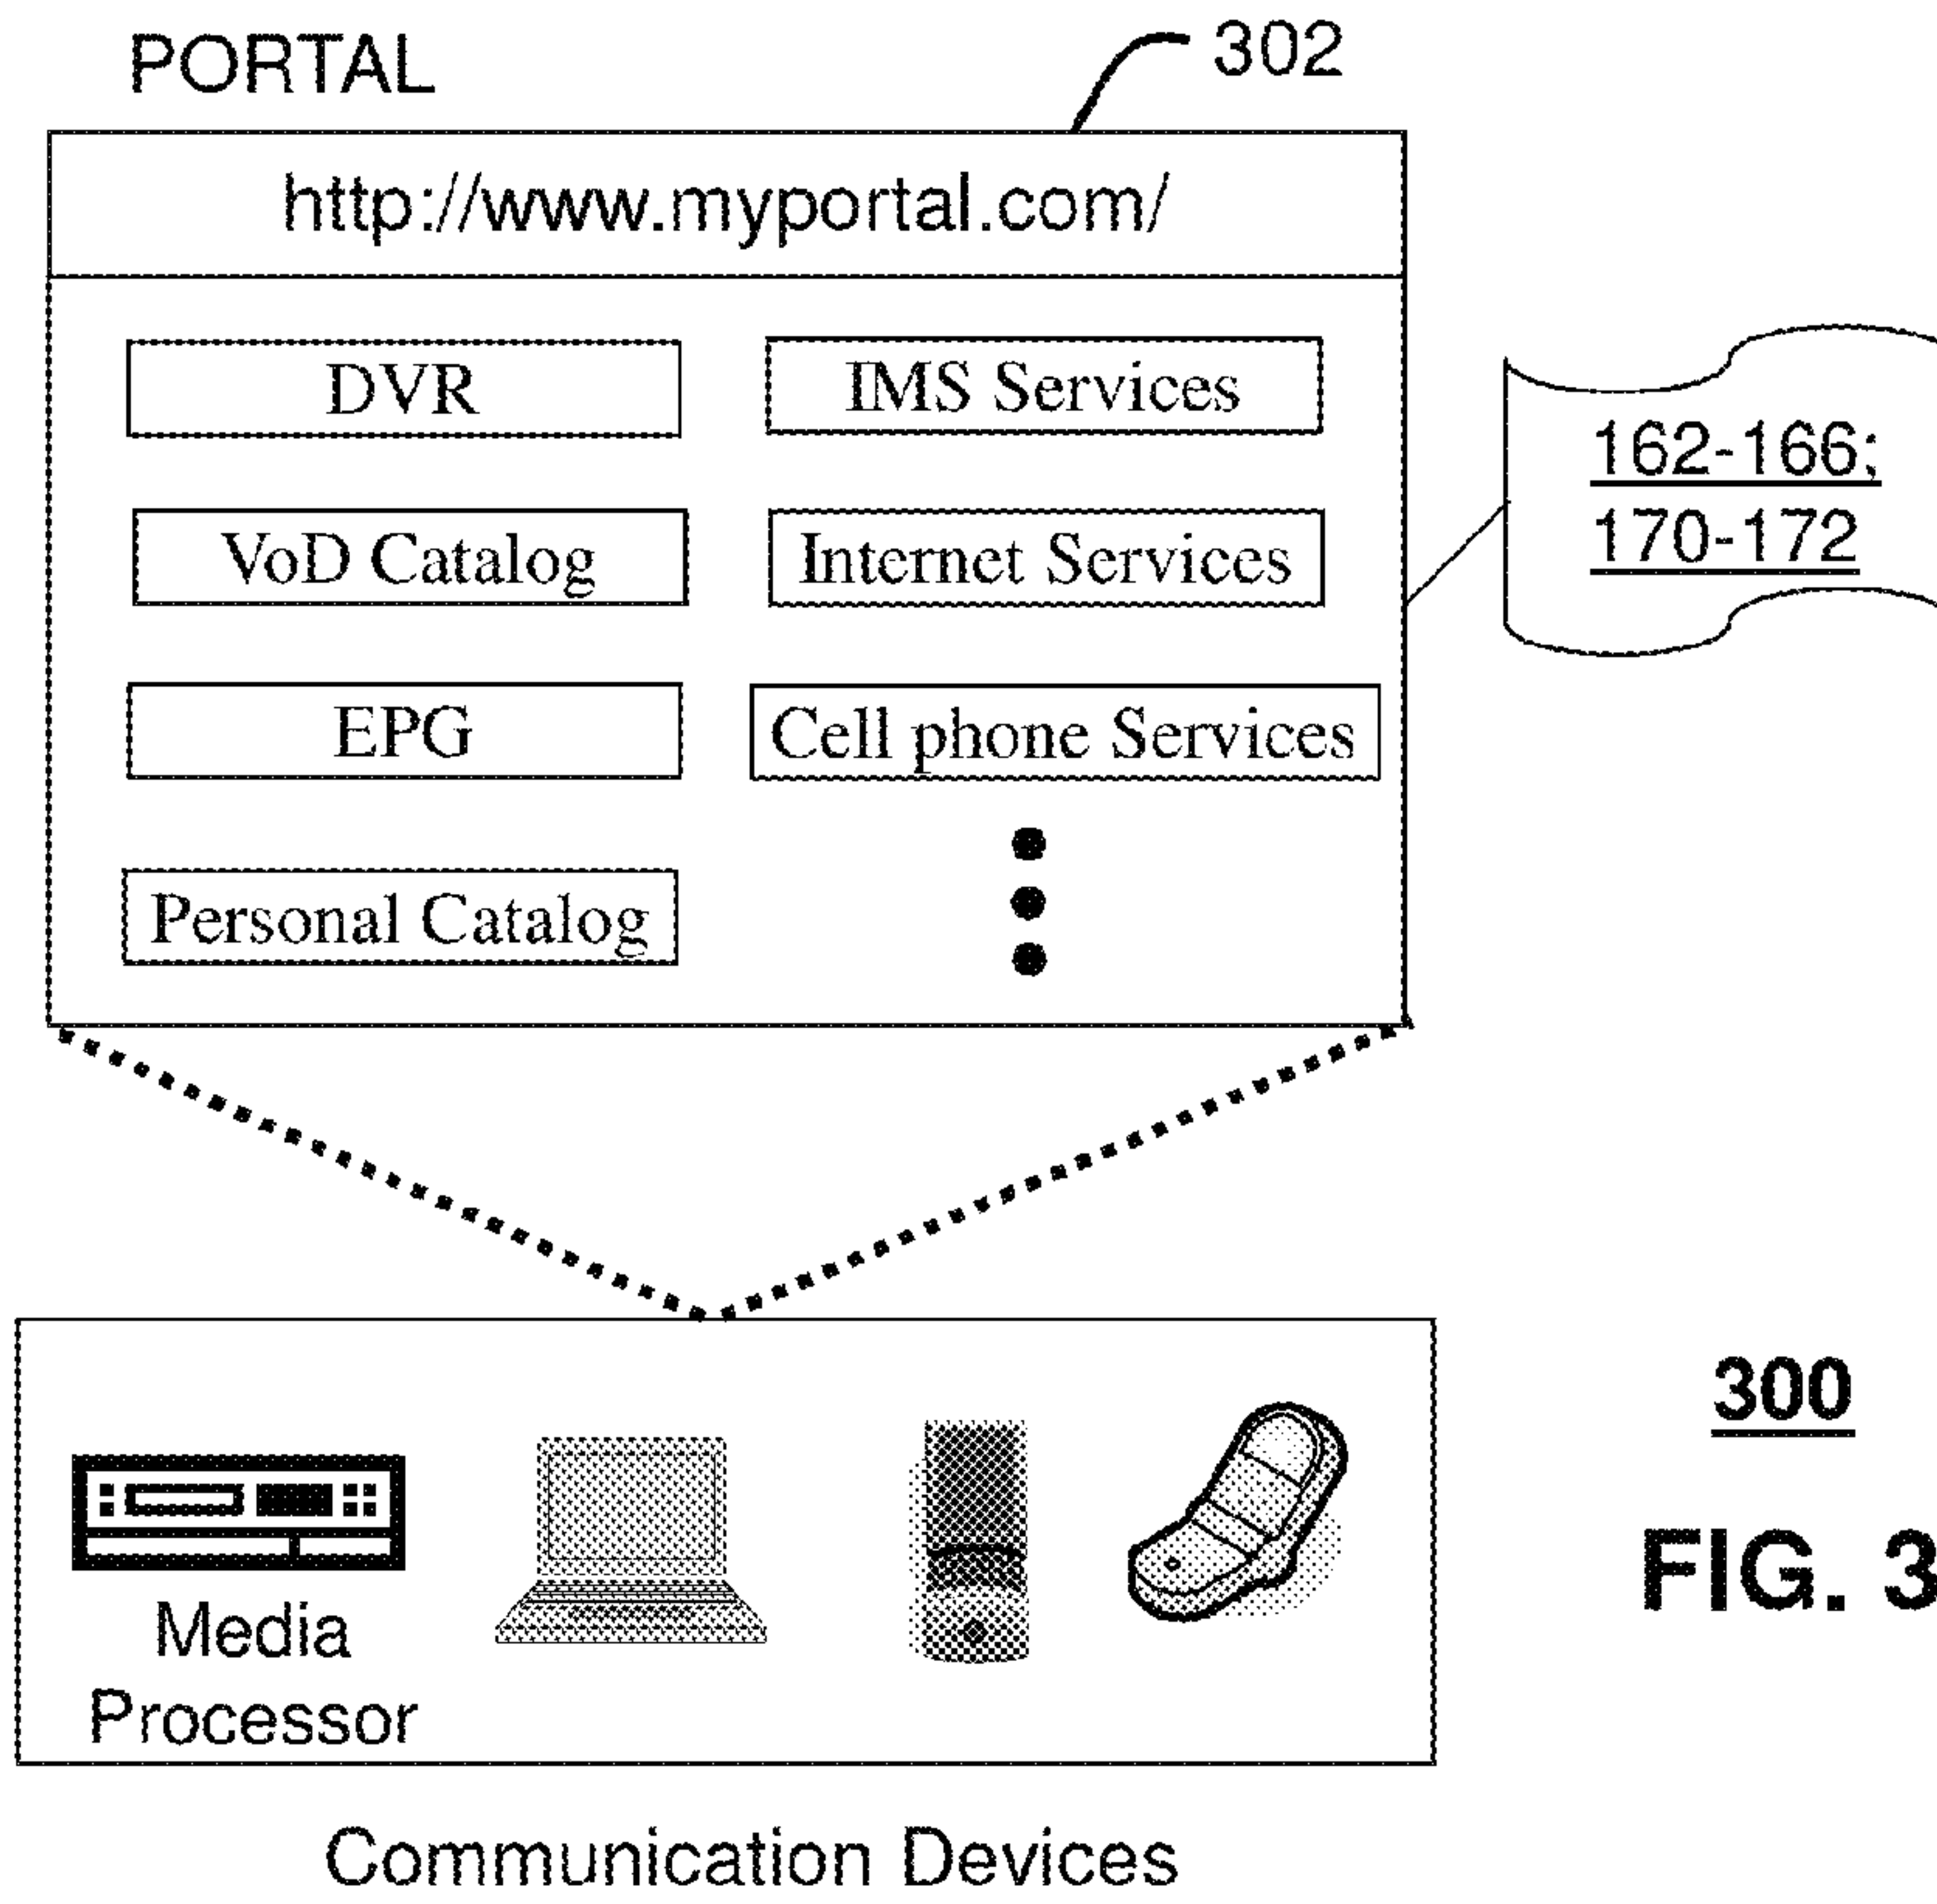 PORTAL
302
http://www.myportal.com/
DVR
IMS Services
VoD Catalog
Internet Services
EPG
Cell phone Services
Personal Catalog
162-166;
170-172
Media
Processor
Communication Devices
300
FIG. 3